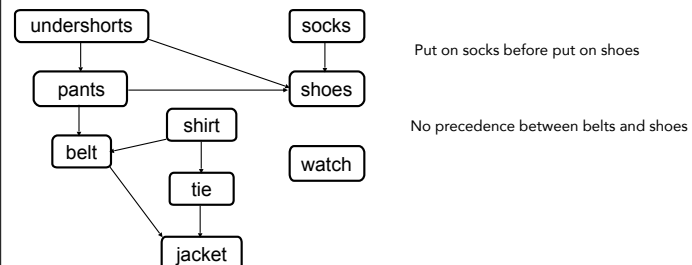 undershorts
socks
Put on socks before put on shoes
pants
shoes
shirt
No precedence between belts and shoes
belt
watch
tie
jacket